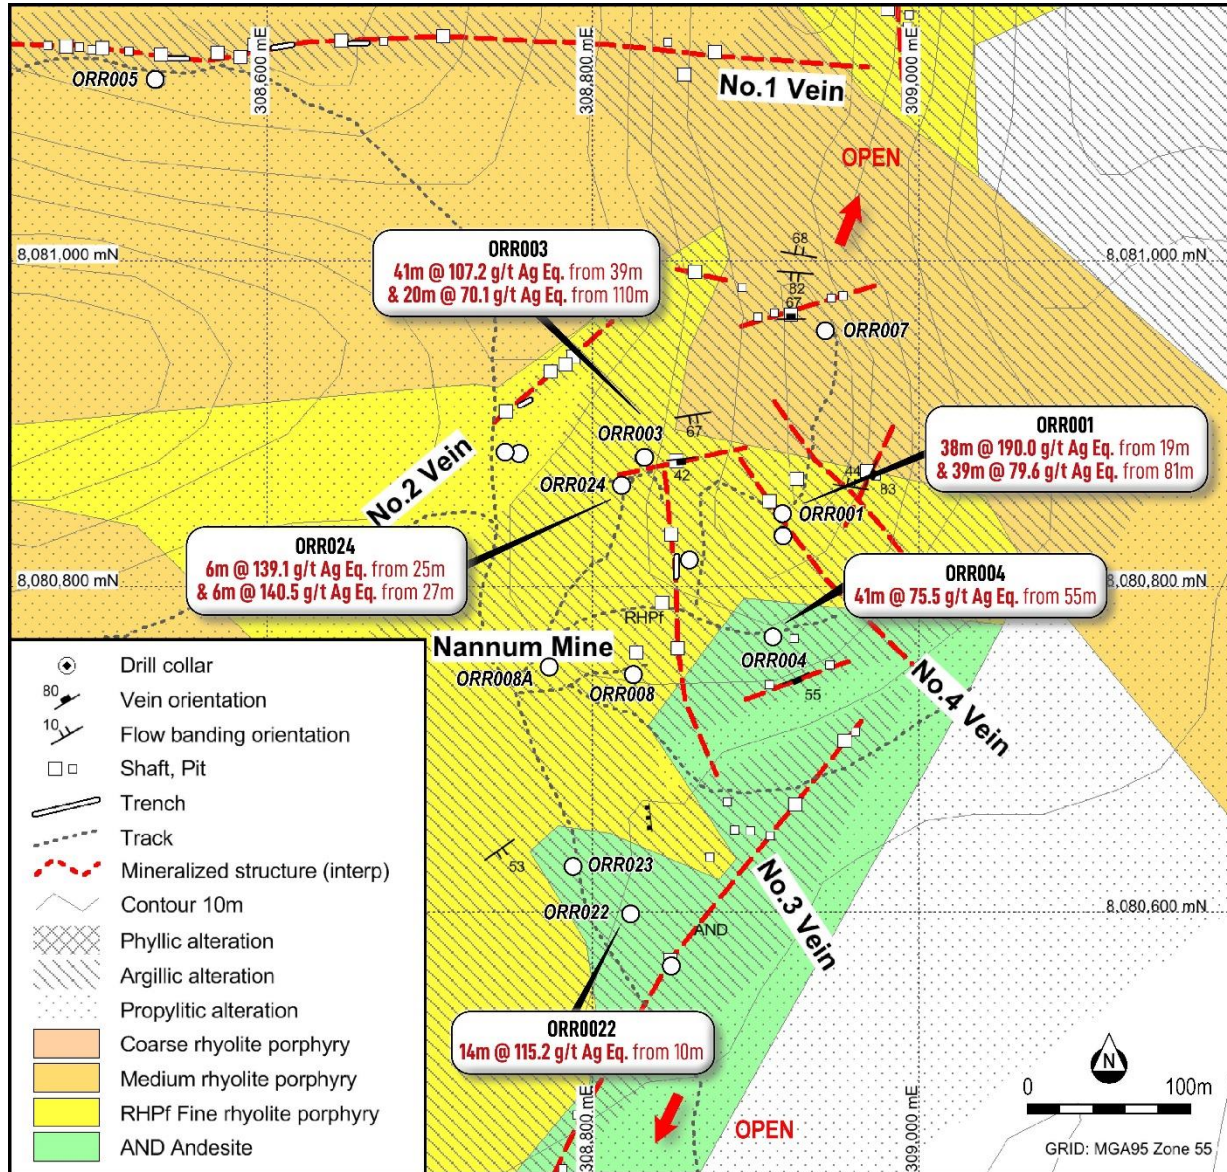 ORR005
308,600 mE
308,800 mE
309,000 mE
No.1 Vein
OPEN
8,081,000 mN
8,081,000 mN
ORR003
41m @ 107.2 g/t Ag Eq. from 39m
& 20m @ 70.1 g/t Ag Eq. from 110m
68
82
67
ORR007
ORR003
67
ORR001
38m @ 190.0 g/t Ag Eq. from 19m
& 39m @ 79.6 g/t Ag Eq. from 81m
No.2 Vein
42
44
83
ORR024
ORR001
ORR024
6m @ 139.1 g/t Ag Eq. from 25m
& 6m @ 140.5 g/t Ag Eq. from 27m
8,080,800 mN
8,080,800 mN
ORR004
41m @ 75.5 g/t Ag Eq. from 55m
RHPf
Nannum Mine
ORR004
ORR008A
ORR008
55
No.4 Vein
53
ORR023
ORR022
No.3 Vein
AND
8,080,600 mN
ORR0022
14m @ 115.2 g/t Ag Eq. from 10m
308,800 mE
309,000 mE
OPEN
Drill collar
80
Vein orientation
10
Flow banding orientation
Shaft, Pit
Trench
Track
Mineralized structure (interp)
Contour 10m
Phyllic alteration
Argillic alteration
Propylitic alteration
Coarse rhyolite porphyry
Medium rhyolite porphyry
RHPf Fine rhyolite porphyry
AND Andesite
N
0
100m
GRID: MGA95 Zone 55